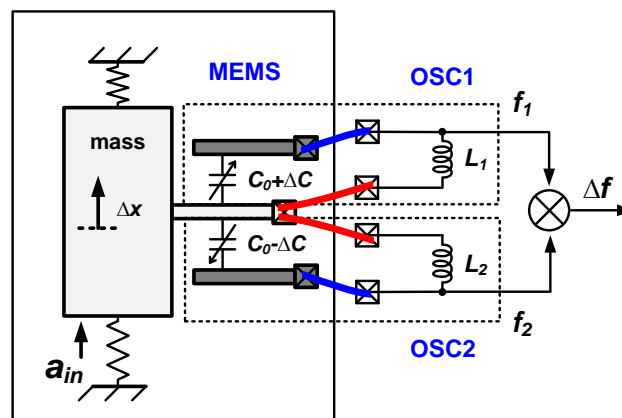 MEMS
OSC1
f1
mass
C0+ΔC
L1
Δx
Δf
C0-ΔC
L2
ain
f2
OSC2